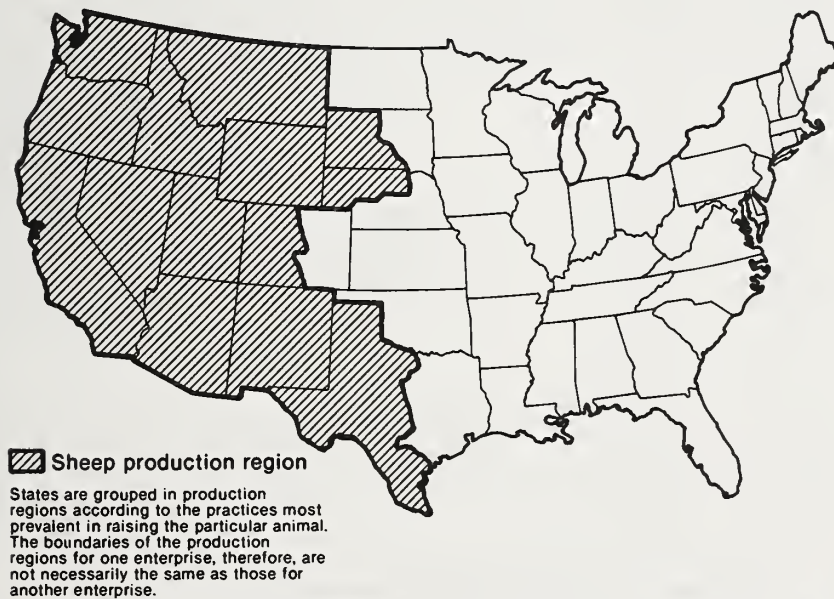 Sheep production region
States are grouped in production
regions according to the practices most
prevalent in raising the particular animal.
The boundaries of the production
regions for one enterprise, therefore, are
not necessarily the same as those for
another enterprise.